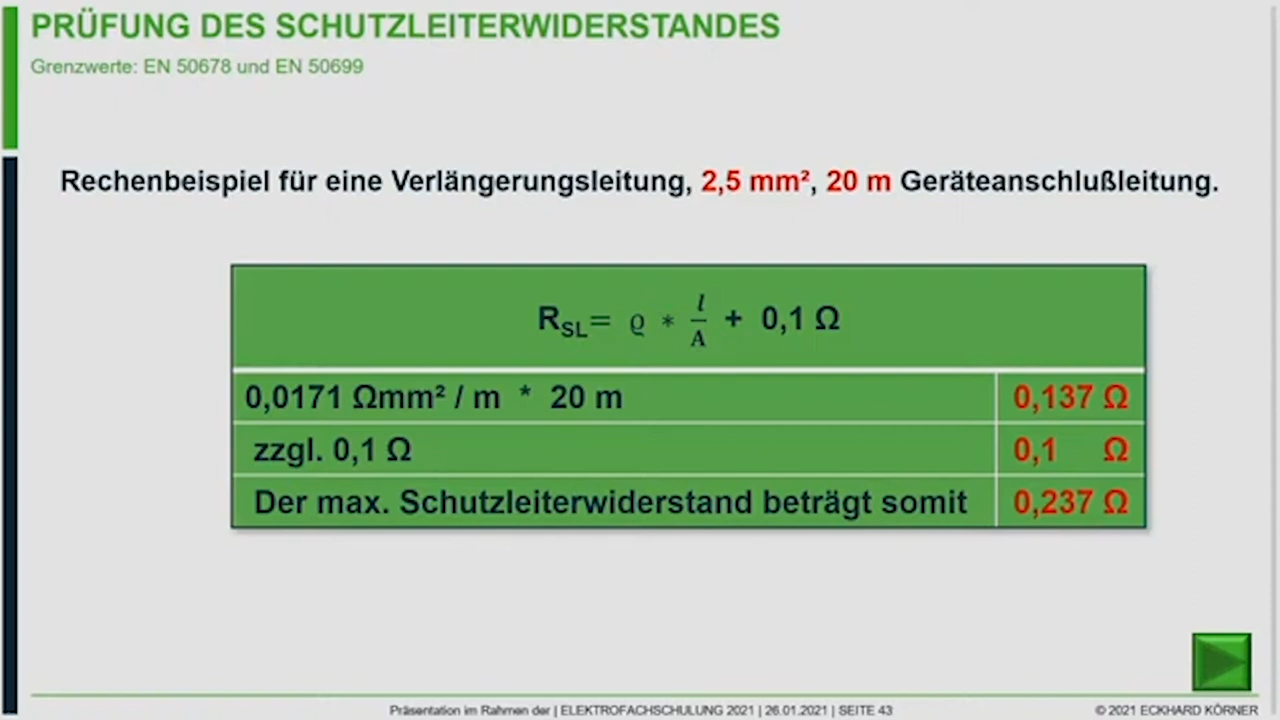 PRÜFUNG DES SCHUTZLEITERWIDERSTANDES
Grenzwerte: EN 50678 und EN 50699
Rechenbeispiel für eine Verlängerungsleitung, 2,5 mm², 20 m Geräteanschlußleitung.
R_SL = ϱ * l/A + 0,1 Ω
0,0171 Ωmm² / m * 20 m 0,137 Ω
zzgl. 0,1 Ω 0,1 Ω
Der max. Schutzleiterwiderstand beträgt somit 0,237 Ω
Präsentation im Rahmen der | ELEKTROFACHSCHULUNG 2021 | 26.01.2021 | SEITE 43 © 2021 ECKHARD KÖRNER